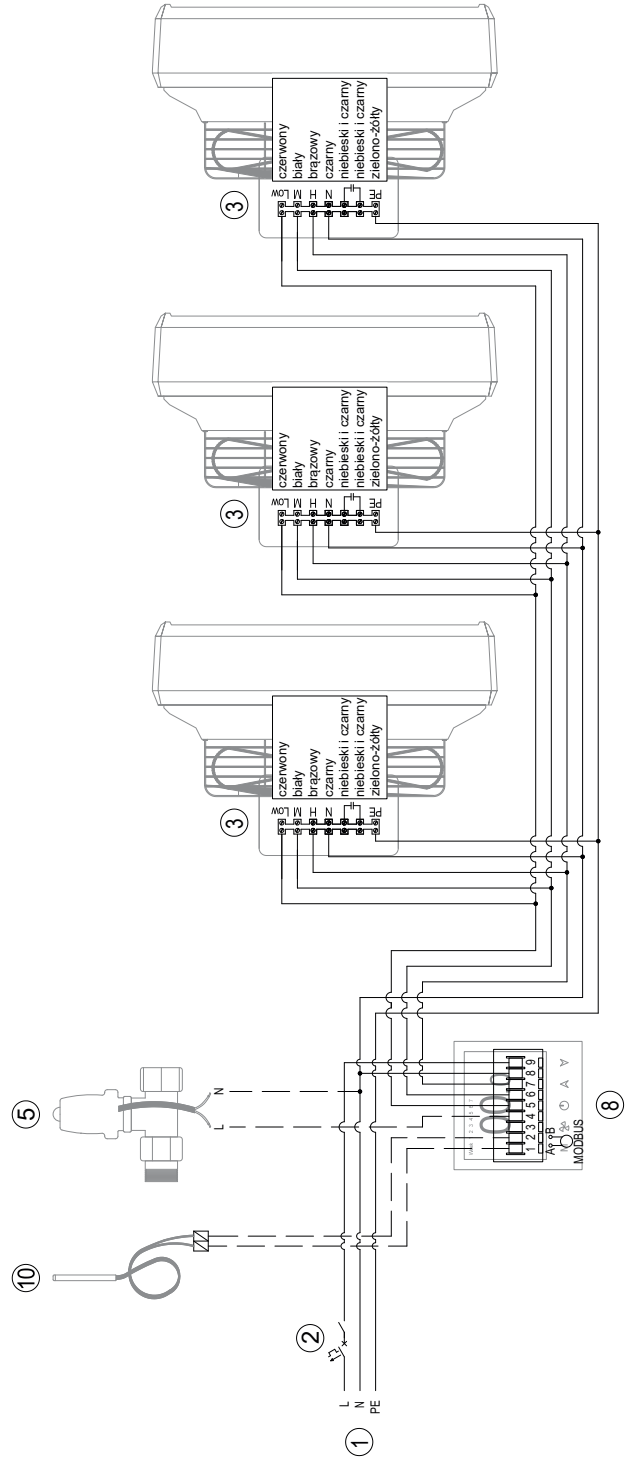 3
czerwony
biały
brązowy
czarny
niebieski i czarny
niebieski i czarny
zielono-żółty
Low
M
H
N
PE
3
czerwony
biały
brązowy
czarny
niebieski i czarny
niebieski i czarny
zielono-żółty
Low
M
H
N
PE
3
czerwony
biały
brązowy
czarny
niebieski i czarny
niebieski i czarny
zielono-żółty
Low
M
H
N
PE
5
L
N
10
2
1
L
N
PE
1 2 3 4 5 6 7 8 9
A B
MODBUS
8